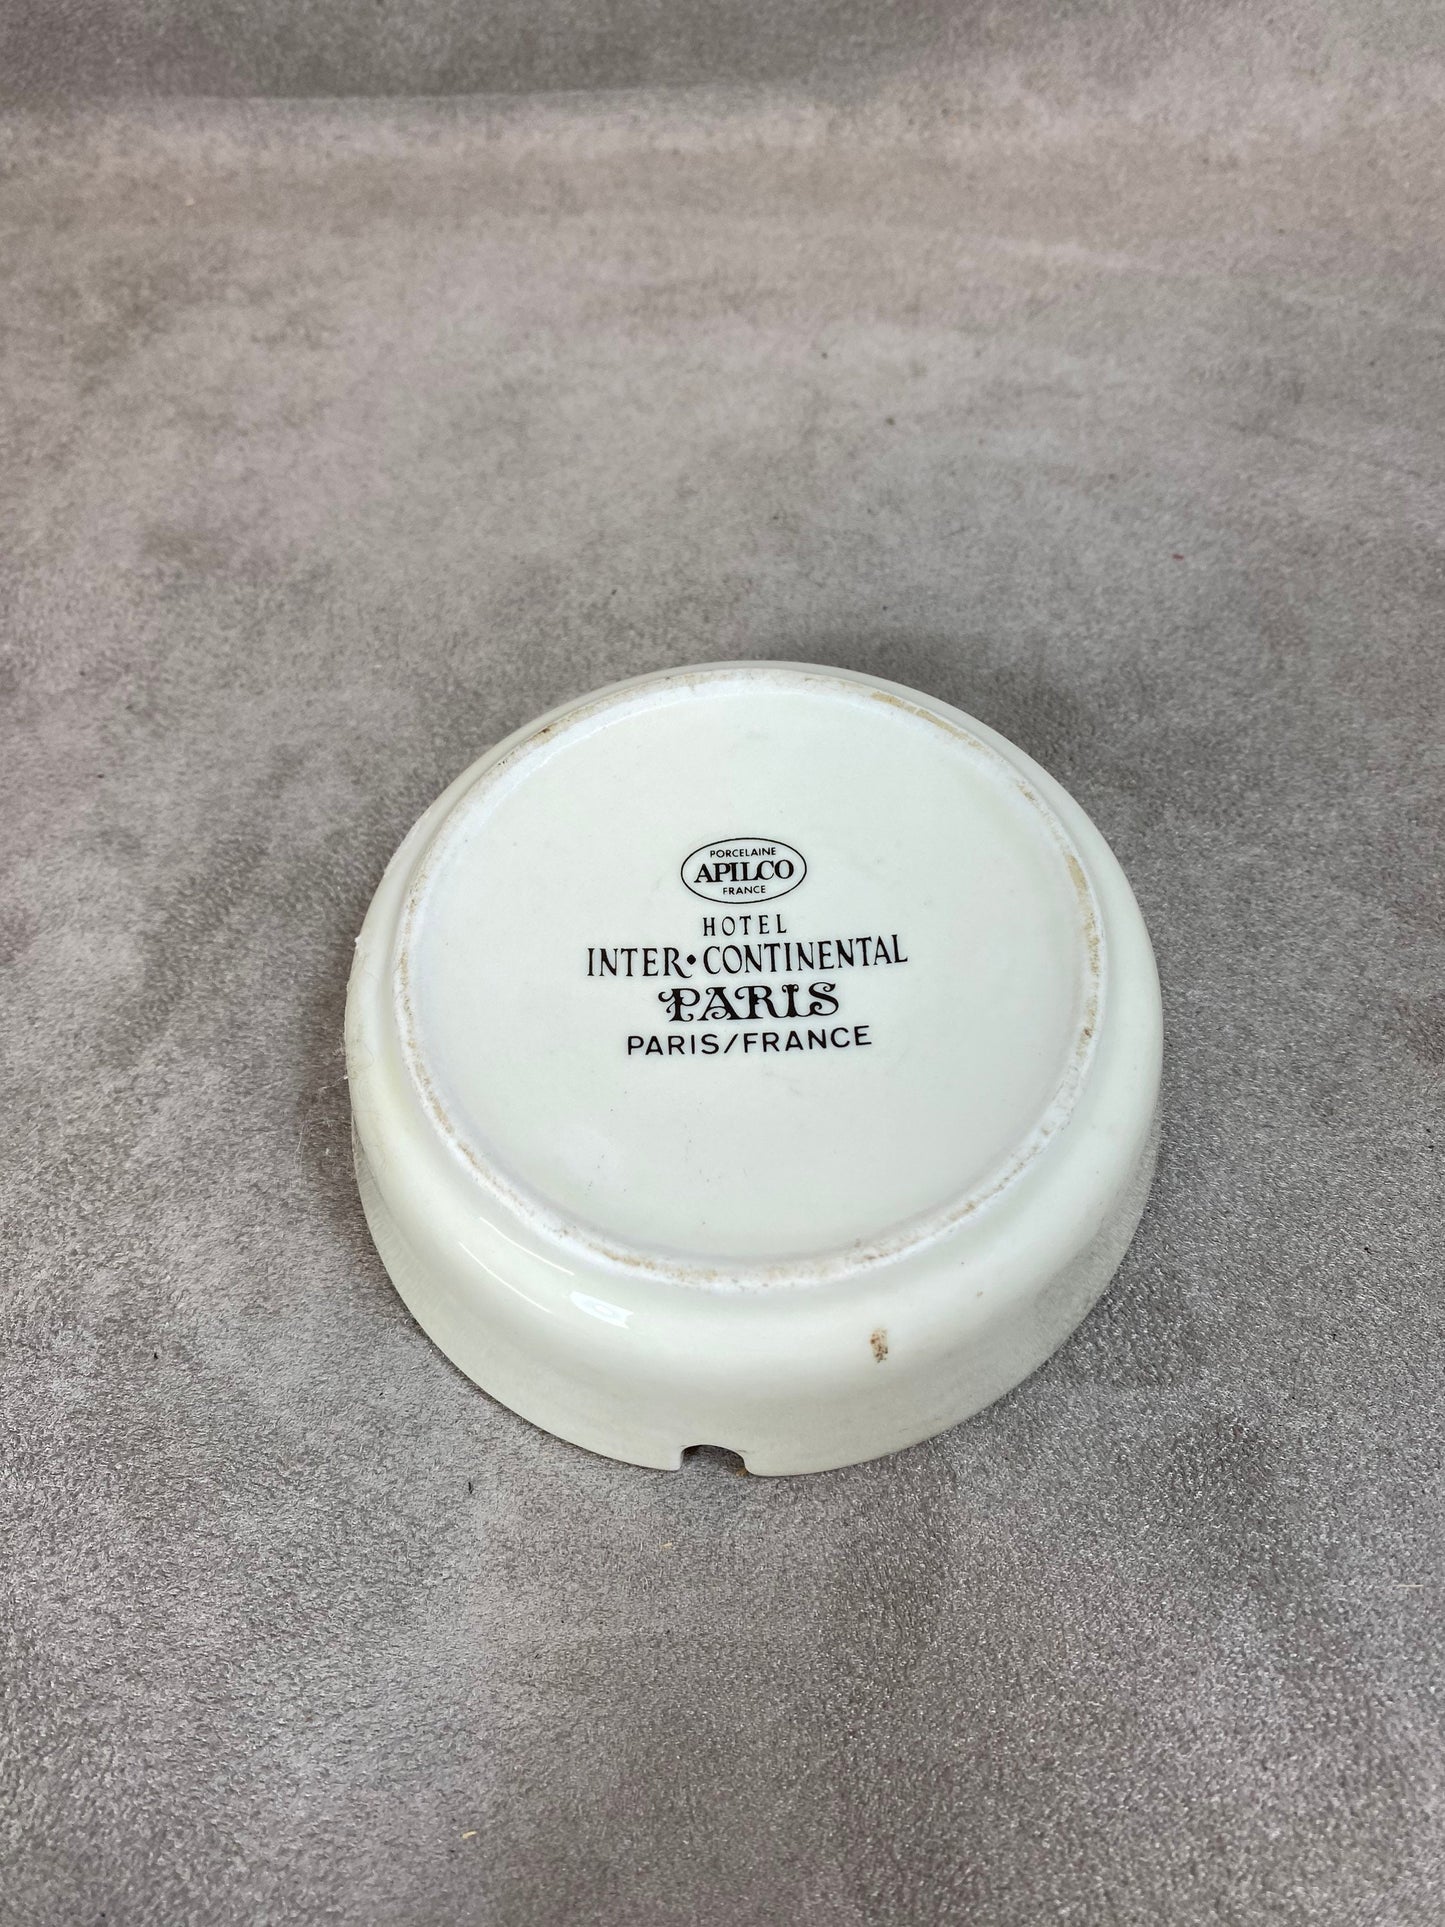 PORCELAINE
APILCO
FRANCE
HOTEL
INTER•CONTINENTAL
PARIS
PARIS/FRANCE